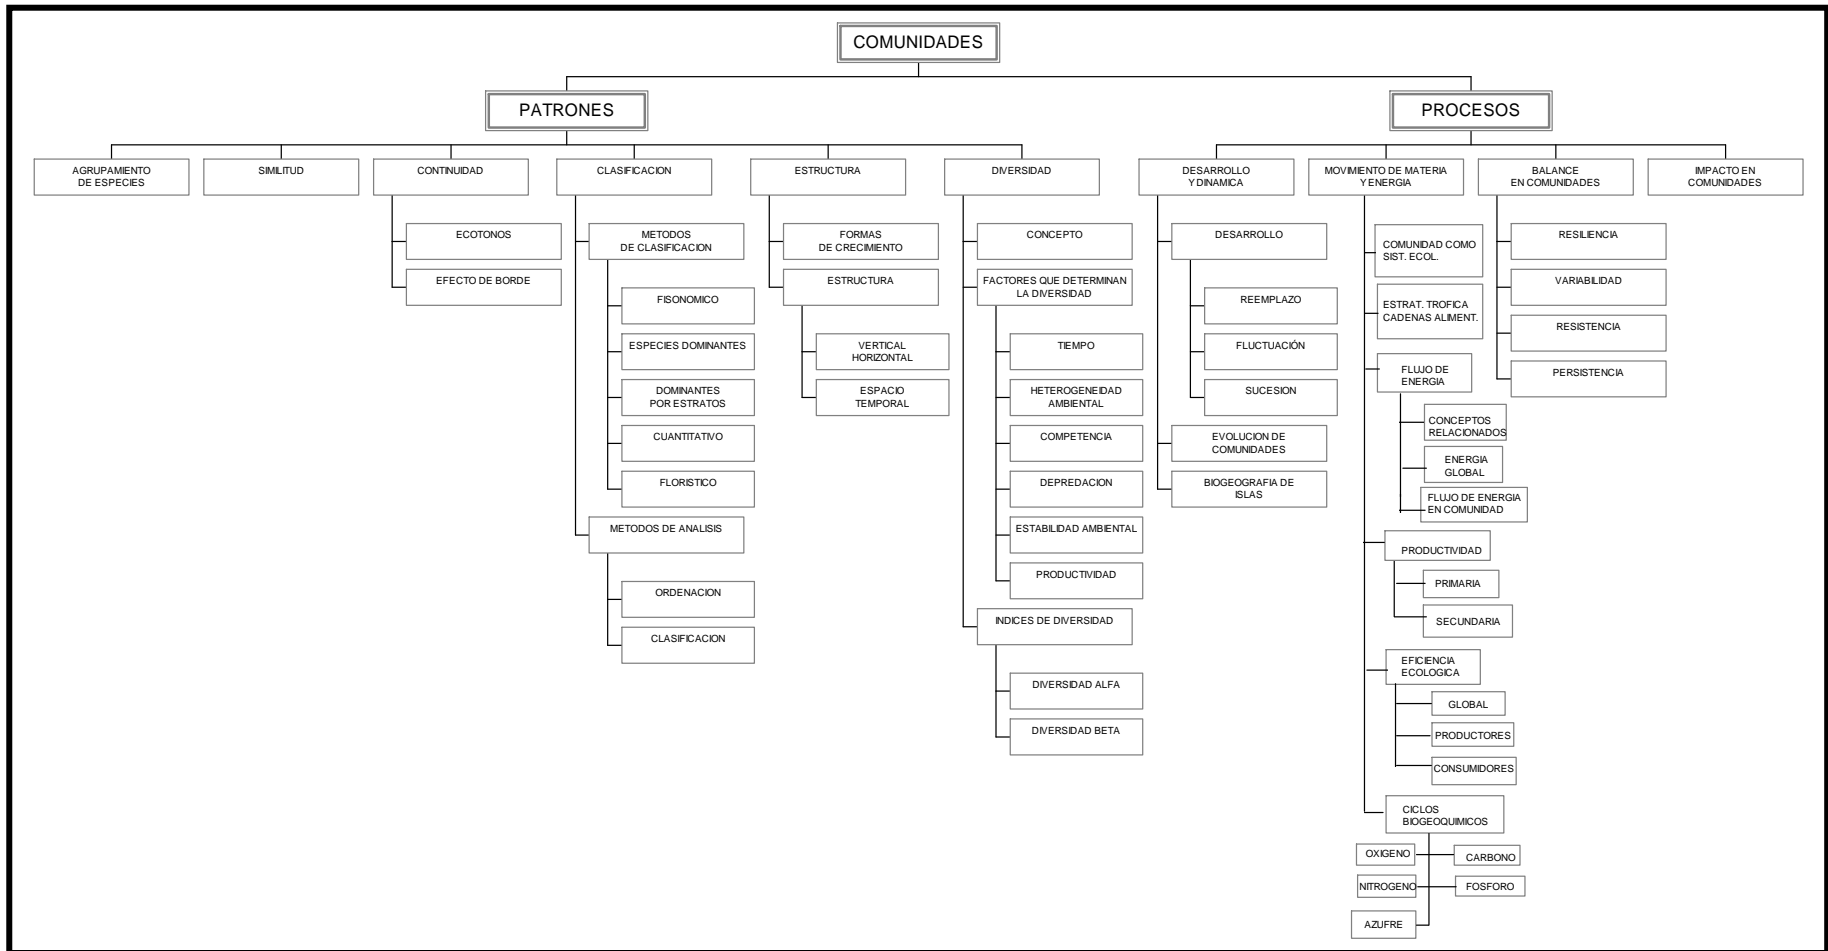 COMUNIDADES
PATRONES
PROCESOS
AGRUPAMIENTO
DE ESPECIES
SIMILITUD
CONTINUIDAD
CLASIFICACION
ESTRUCTURA
DIVERSIDAD
DESARROLLO
Y DINAMICA
MOVIMIENTO DE MATERIA
Y ENERGIA
BALANCE
EN COMUNIDADES
IMPACTO EN
COMUNIDADES
ECOTONOS
EFECTO DE BORDE
METODOS
DE CLASIFICACION
FISONOMICO
ESPECIES DOMINANTES
DOMINANTES
POR ESTRATOS
CUANTITATIVO
FLORISTICO
METODOS DE ANALISIS
ORDENACION
CLASIFICACION
FORMAS
DE CRECIMIENTO
ESTRUCTURA
VERTICAL
HORIZONTAL
ESPACIO
TEMPORAL
CONCEPTO
FACTORES QUE DETERMINAN
LA DIVERSIDAD
TIEMPO
HETEROGENEIDAD
AMBIENTAL
COMPETENCIA
DEPREDACION
ESTABILIDAD AMBIENTAL
PRODUCTIVIDAD
INDICES DE DIVERSIDAD
DIVERSIDAD ALFA
DIVERSIDAD BETA
DESARROLLO
REEMPLAZO
FLUCTUACIÓN
SUCESION
EVOLUCION DE
COMUNIDADES
BIOGEOGRAFIA DE
ISLAS
COMUNIDAD COMO
SIST. ECOL.
ESTRAT. TROFICA
CADENAS ALIMENT.
FLUJO DE
ENERGIA
CONCEPTOS
RELACIONADOS
ENERGIA
GLOBAL
FLUJO DE ENERGIA
EN COMUNIDAD
PRODUCTIVIDAD
PRIMARIA
SECUNDARIA
EFICIENCIA
ECOLOGICA
GLOBAL
PRODUCTORES
CONSUMIDORES
CICLOS
BIOGEOQUIMICOS
OXIGENO
CARBONO
NITROGENO
FOSFORO
AZUFRE
RESILIENCIA
VARIABILIDAD
RESISTENCIA
PERSISTENCIA